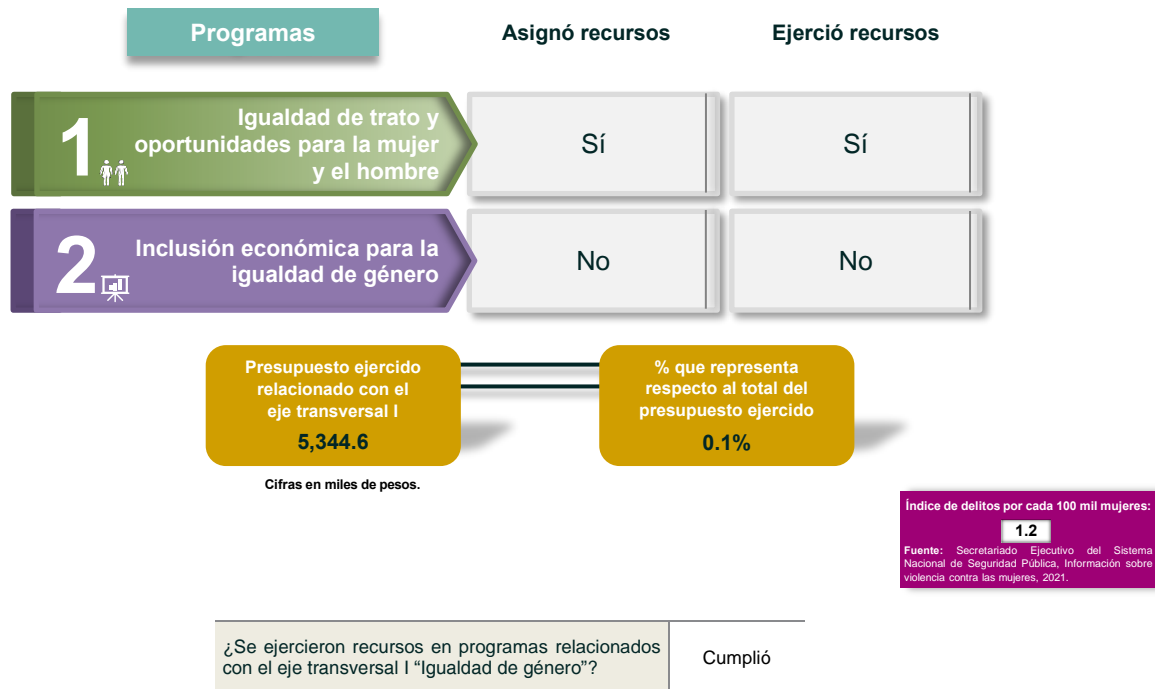 Programas
Asignó recursos
Ejerció recursos
1
Igualdad de trato y
oportunidades para la mujer
y el hombre
Sí
Sí
2
Inclusión económica para la
igualdad de género
No
No
Presupuesto ejercido
relacionado con el
eje transversal I
5,344.6
% que representa
respecto al total del
presupuesto ejercido
0.1%
Cifras en miles de pesos.
Índice de delitos por cada 100 mil mujeres:
1.2
Fuente: Secretariado Ejecutivo del Sistema
Nacional de Seguridad Pública, Información sobre
violencia contra las mujeres, 2021.
¿Se ejercieron recursos en programas relacionados
con el eje transversal I “Igualdad de género”?
Cumplió